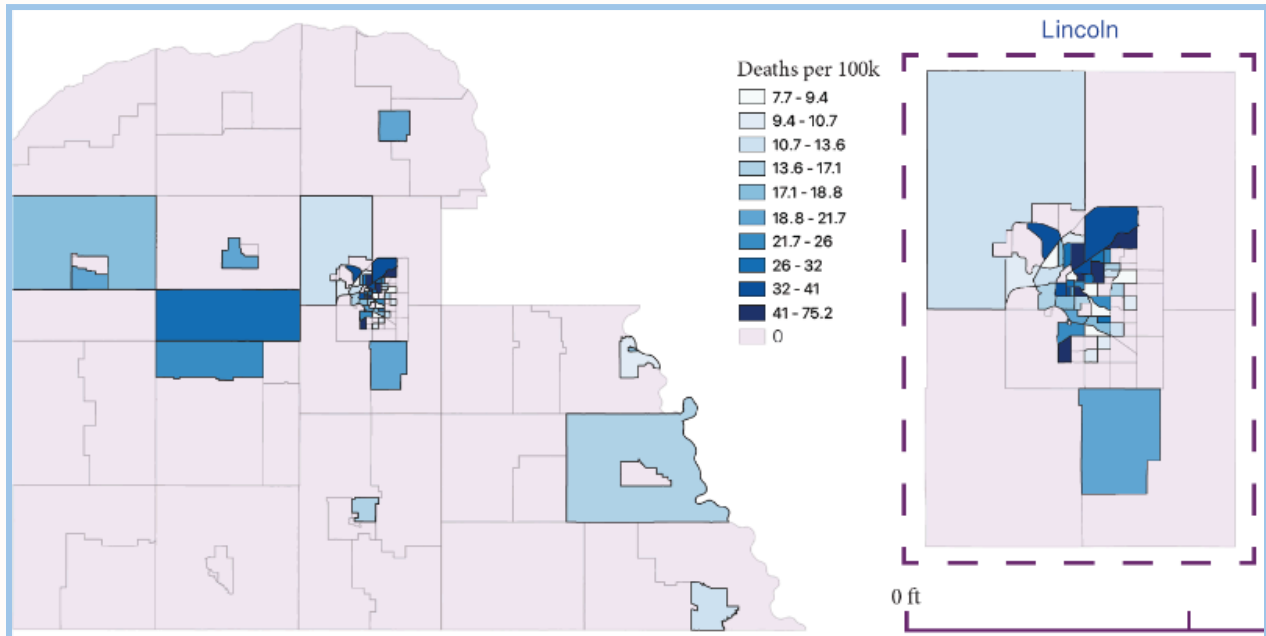 Lincoln
Deaths per 100k
7.7 - 9.4
9.4 - 10.7
10.7 - 13.6
13.6 - 17.1
17.1 - 18.8
18.8 - 21.7
21.7 - 26
26 - 32
32 - 41
41 - 75.2
0
0 ft